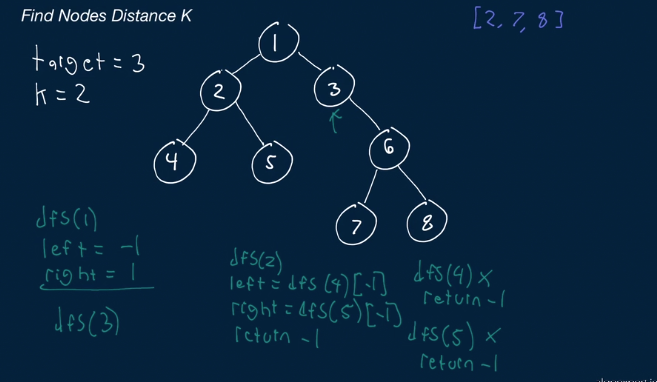 Find Nodes Distance K
[2, 7, 8]
target = 3
k = 2
1
2
3
4
5
6
7
8
dfs(1)
left = -1
right = 1
dfs(3)
dfs(2)
left = dfs(4)[-1]
right = dfs(5)[-1]
return -1
dfs(4) x
return -1
dfs(5) x
return -1